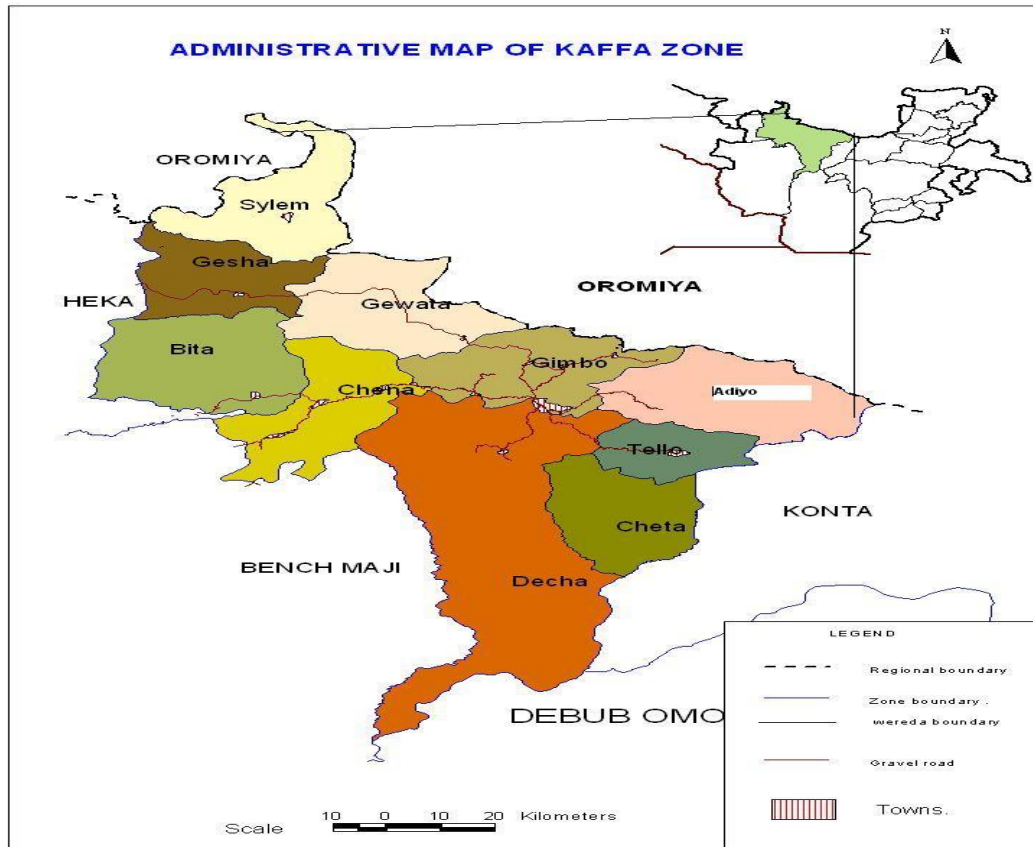 ADMINISTRATIVE MAP OF KAFFA ZONE
N
OROMIYA
Sylem
Gesha
HEKA
Gewata
OROMIYA
Bita
Gimbo
Chena
Adiyo
Tello
Cheta
KONTA
BENCH MAJI
Decha
DEBUB OMO
LEGEND
Regional boundary
Zone boundary .
wereda boundary
Gravel road
Towns.
Scale
10 0 10 20 Kilometers